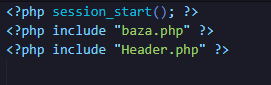 <?php session_start(); ?>
<?php include "baza.php" ?>
<?php include "Header.php" ?>